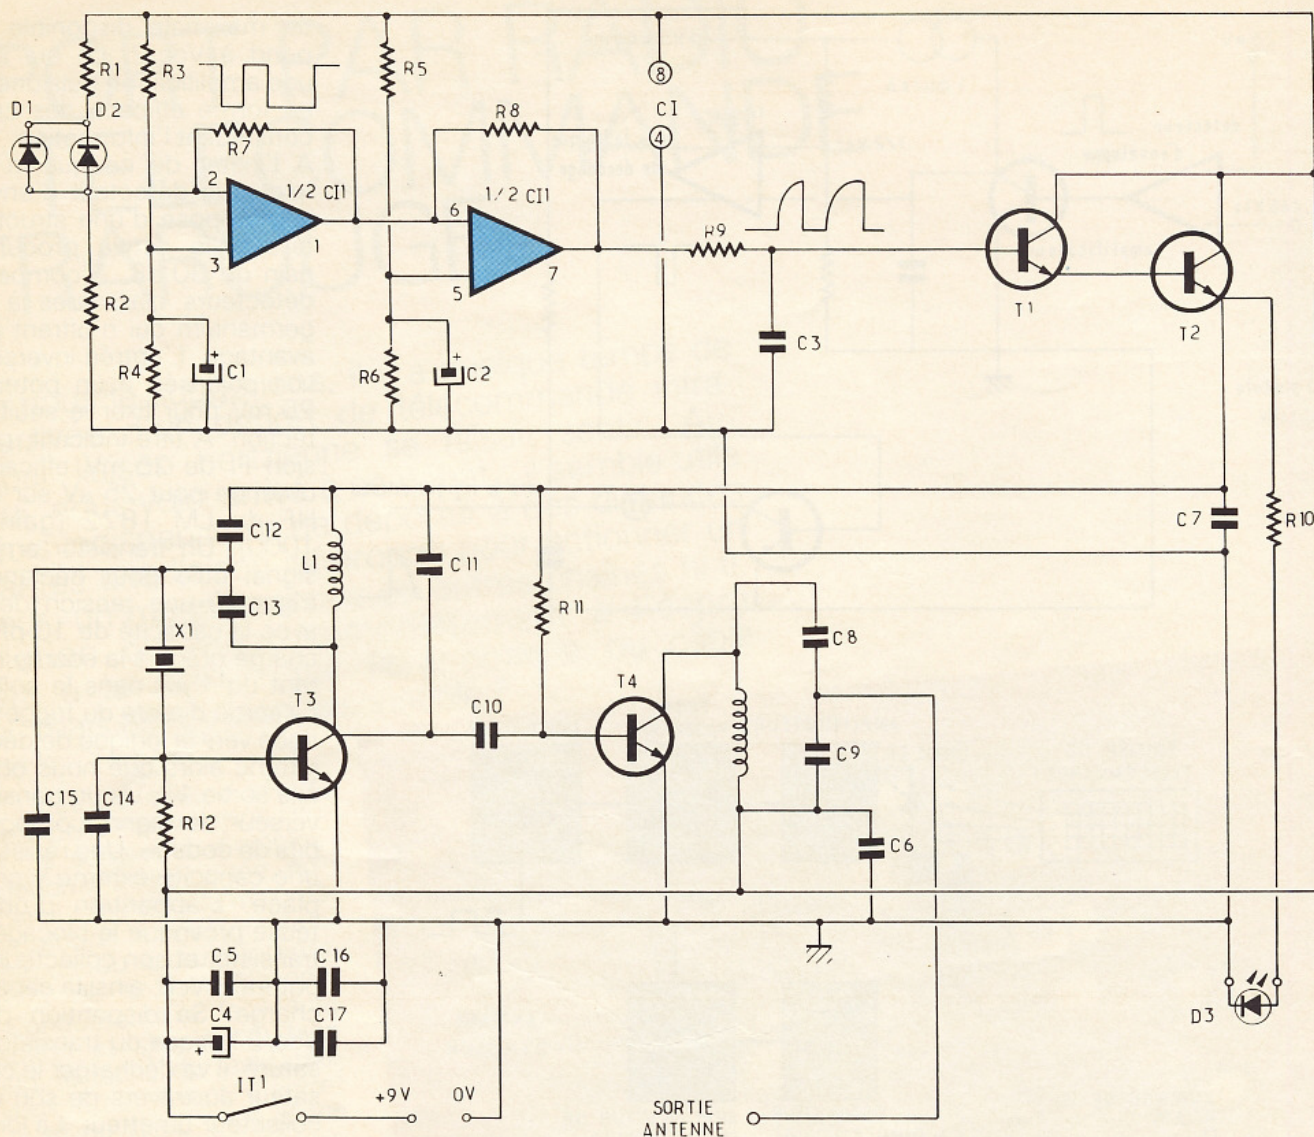 R1
R3
R5
8
D1
D2
R8
CI
R7
4
2
1/2 CI1
6
1/2 CI1
3
1
R9
7
5
R2
T1
T2
C3
R4
+
C1
R6
+
C2
C12
C7
R10
L1
C11
C13
R11
X1
C8
T3
C10
T4
C9
C15
C14
R12
C6
C5
C16
C4
C17
+
D3
IT1
+9V
0V
SORTIE
ANTENNE